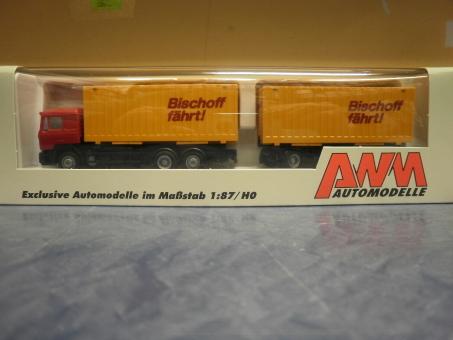 Bischoff
fährt!
Bischoff
fährt!
AWM
AUTOMODELLE
Exclusive Automodelle im Maßstab 1:87/H0